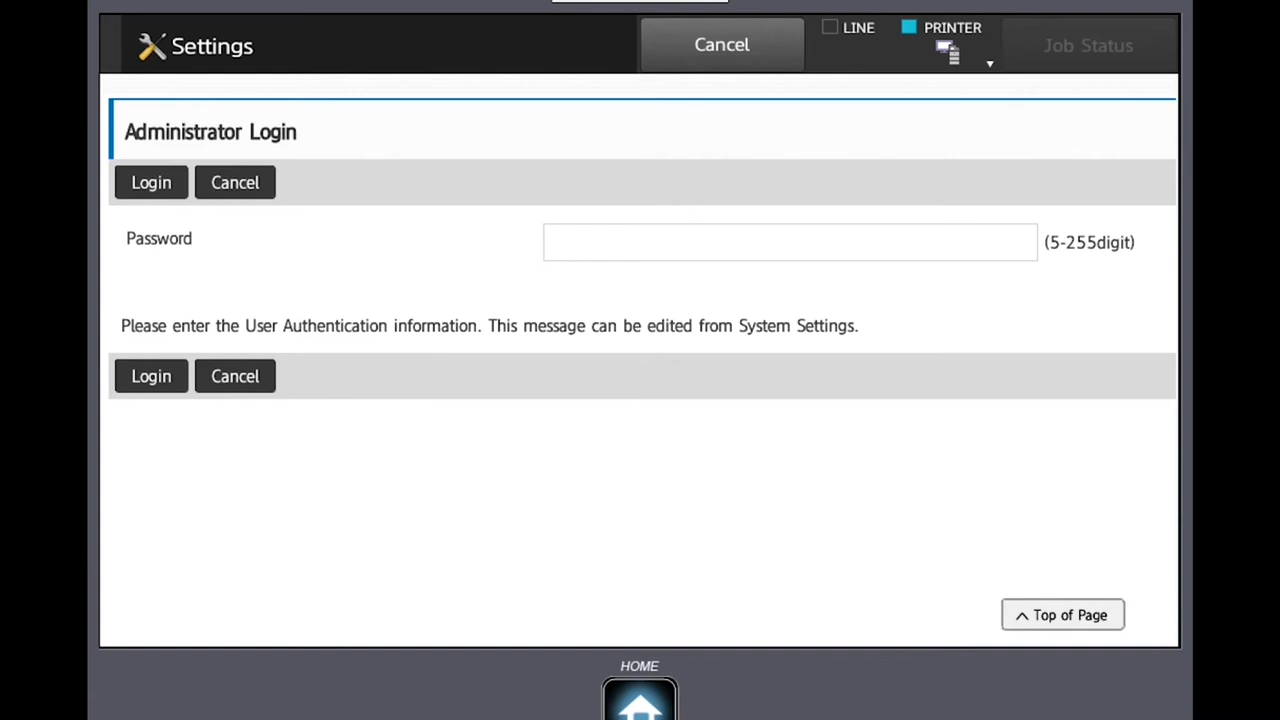 Settings
Cancel
LINE
PRINTER
Job Status
Administrator Login
Login Cancel
Password (5-255digit)
Please enter the User Authentication information. This message can be edited from System Settings.
Login Cancel
Top of Page
HOME